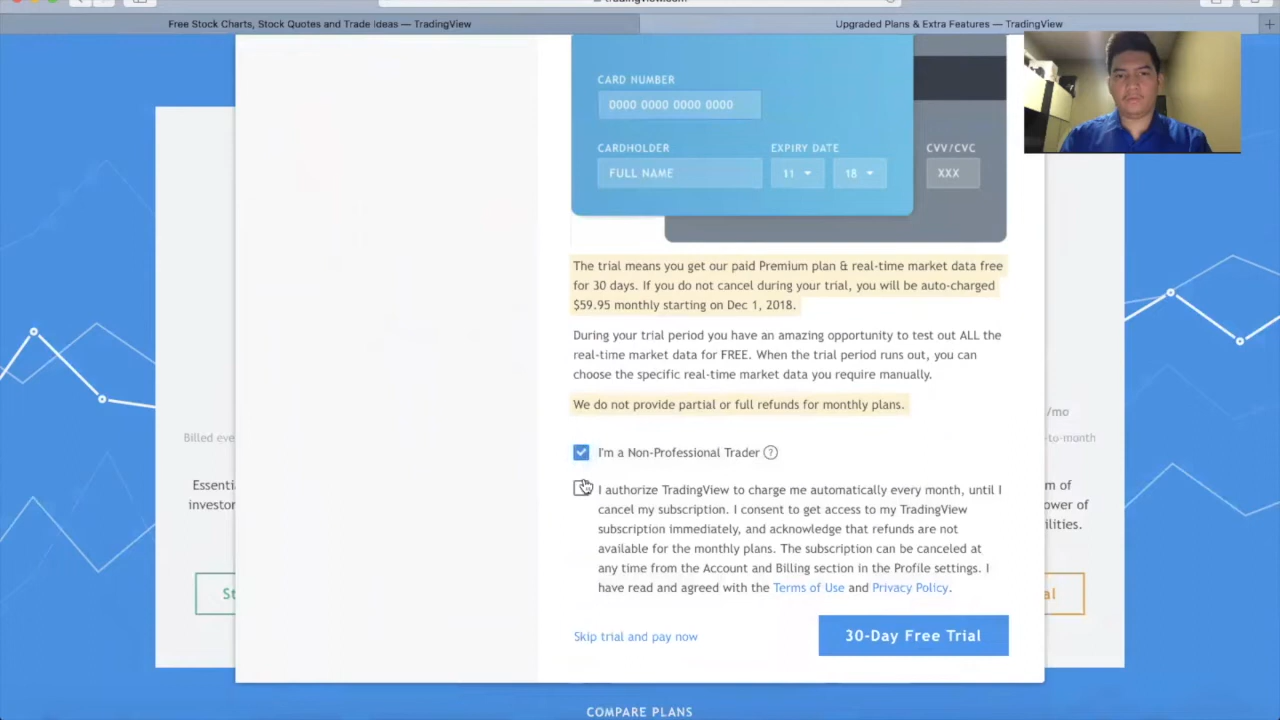 tradingview.com
Free Stock Charts, Stock Quotes and Trade Ideas — TradingView
Upgraded Plans & Extra Features — TradingView
CARD NUMBER
0000 0000 0000 0000
CARDHOLDER
EXPIRY DATE
CVV/CVC
FULL NAME
11
18
XXX
The trial means you get our paid Premium plan & real-time market data free
for 30 days. If you do not cancel during your trial, you will be auto-charged
$59.95 monthly starting on Dec 1, 2018.
During your trial period you have an amazing opportunity to test out ALL the
real-time market data for FREE. When the trial period runs out, you can
choose the specific real-time market data you require manually.
We do not provide partial or full refunds for monthly plans.
/mo
Billed eve
-to-month
I'm a Non-Professional Trader ?
Essenti
investor
m of
ower of
ilities.
I authorize TradingView to charge me automatically every month, until I
cancel my subscription. I consent to get access to my TradingView
subscription immediately, and acknowledge that refunds are not
available for the monthly plans. The subscription can be canceled at
any time from the Account and Billing section in the Profile settings. I
have read and agreed with the Terms of Use and Privacy Policy.
St
al
Skip trial and pay now
30-Day Free Trial
COMPARE PLANS